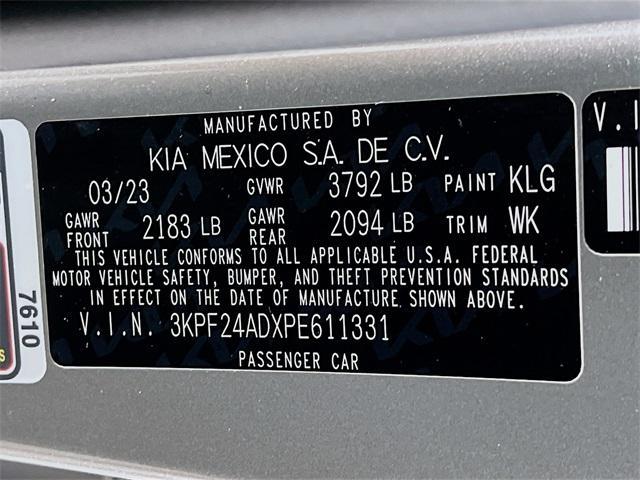 MANUFACTURED BY
KIA MEXICO S.A. DE C.V.
03/23 GVWR 3792 LB PAINT KLG
GAWR FRONT 2183 LB GAWR REAR 2094 LB TRIM WK
THIS VEHICLE CONFORMS TO ALL APPLICABLE U.S.A. FEDERAL
MOTOR VEHICLE SAFETY, BUMPER, AND THEFT PREVENTION STANDARDS
IN EFFECT ON THE DATE OF MANUFACTURE SHOWN ABOVE.
V.I.N. 3KPF24ADXPE611331
PASSENGER CAR
7610
V.I